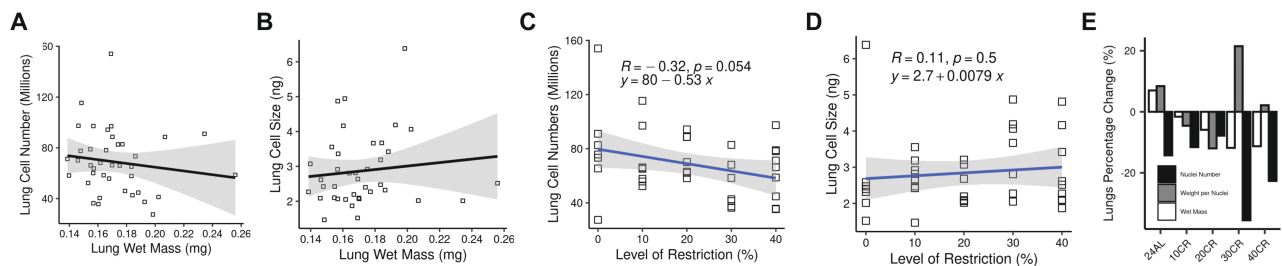 A
Lung Cell Number (Millions)
60
120
80
40
0.14 0.16 0.18 0.20 0.22 0.24 0.26
Lung Wet Mass (mg)
B
Lung Cell Size (ng)
6
5
4
3
2
0.14 0.16 0.18 0.20 0.22 0.24 0.26
Lung Wet Mass (mg)
C
Lung Cell Numbers (Millions)
160
120
80
40
R = − 0.32, p = 0.054
y = 80 − 0.53 x
0 10 20 30 40
Level of Restriction (%)
D
Lung Cell Size (ng)
6
5
4
3
2
R = 0.11, p = 0.5
y = 2.7 + 0.0079 x
0 10 20 30 40
Level of Restriction (%)
E
Lungs Percentage Change (%)
20
0
-20
Nuclei Number
Weight per Nuclei
Wet Mass
24AL 10CR 20CR 30CR 40CR